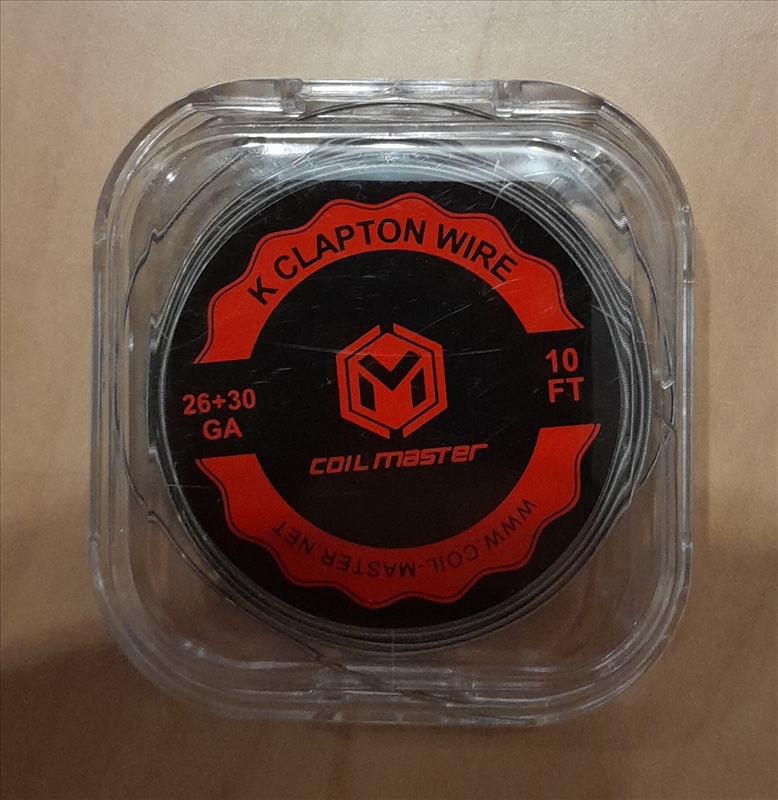 K CLAPTON WIRE
26+30
GA
10
FT
COIL MASTER
WWW.COIL-MASTER.NET